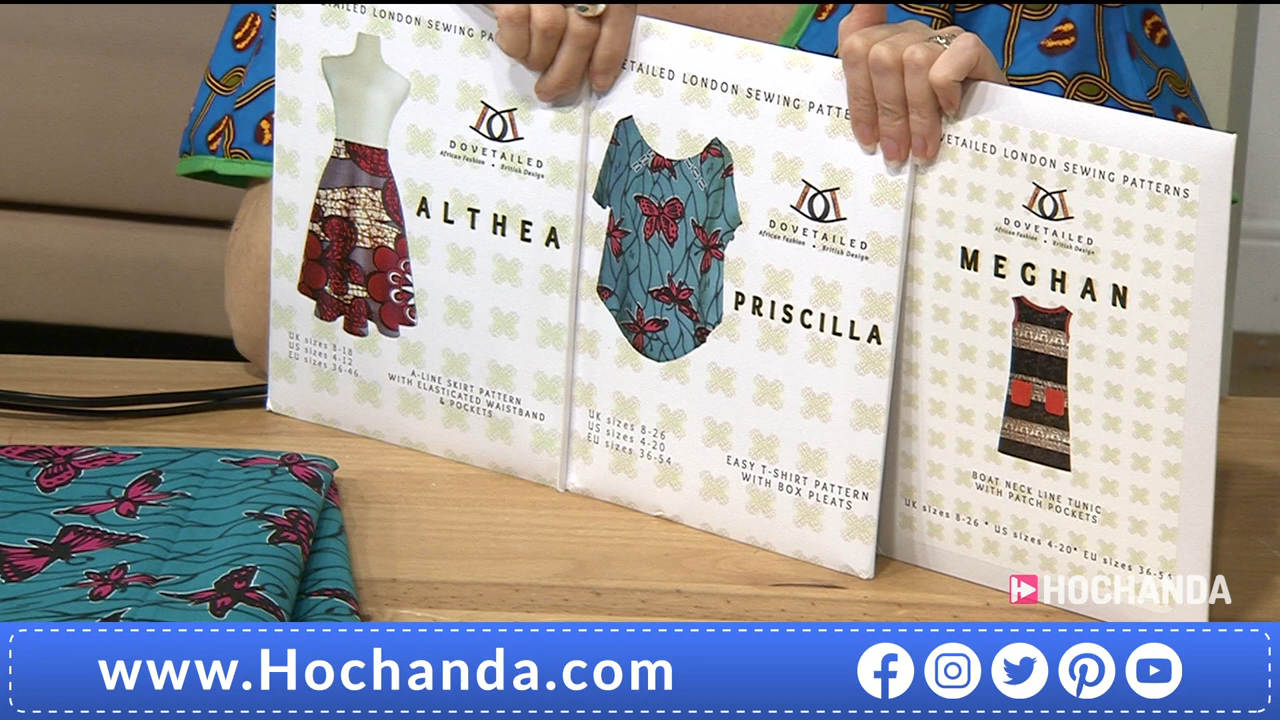 TAILED LONDON SEWING PA
DOVETAILED
African Fashion • British Design
ALTHEA
UK sizes 8-18
US sizes 4-12
EU sizes 36-46
A-LINE SKIRT PATTERN
WITH ELASTICATED WAISTBAND
& POCKETS
ETAILED LONDON SEWING PATTE
DOVETAILED
African Fashion • British Design
PRISCILLA
UK sizes 8-26
US sizes 4-20
EU sizes 36-54
EASY T-SHIRT PATTERN
WITH BOX PLEATS
VETAILED LONDON SEWING PATTERNS
DOVETAILED
African Fashion • British Design
MEGHAN
BOAT NECK LINE TUNIC
WITH PATCH POCKETS
UK sizes 8-26 * US sizes 4-20* EU sizes 36-54
HOCHANDA
www.Hochanda.com